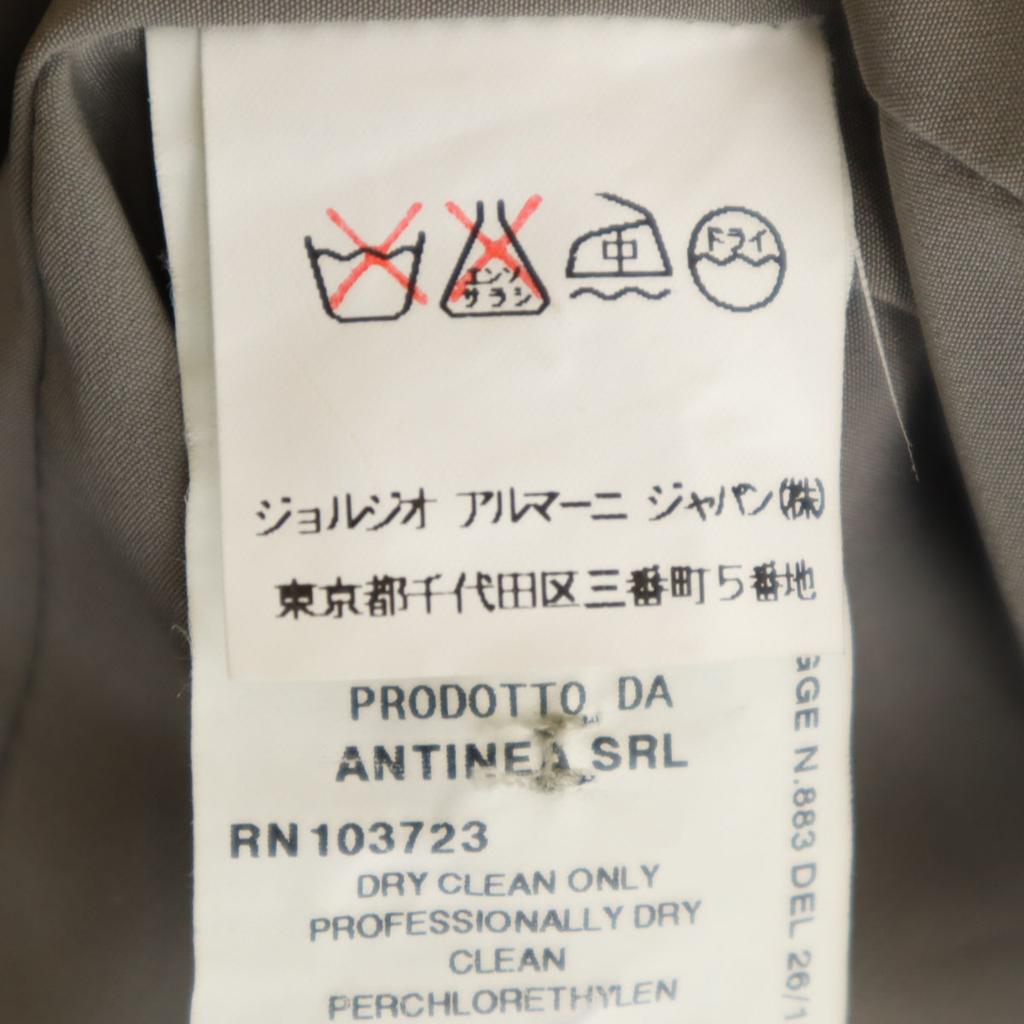 エンソ
サラシ
中
ドライ
ジョルジオ アルマーニ ジャパン(株)
東京都千代田区三番町5番地
PRODOTTO DA
ANTINEA SRL
RN 103723
DRY CLEAN ONLY
PROFESSIONALLY DRY
CLEAN
PERCHLORETHYLEN
N.883 DEL 26/1